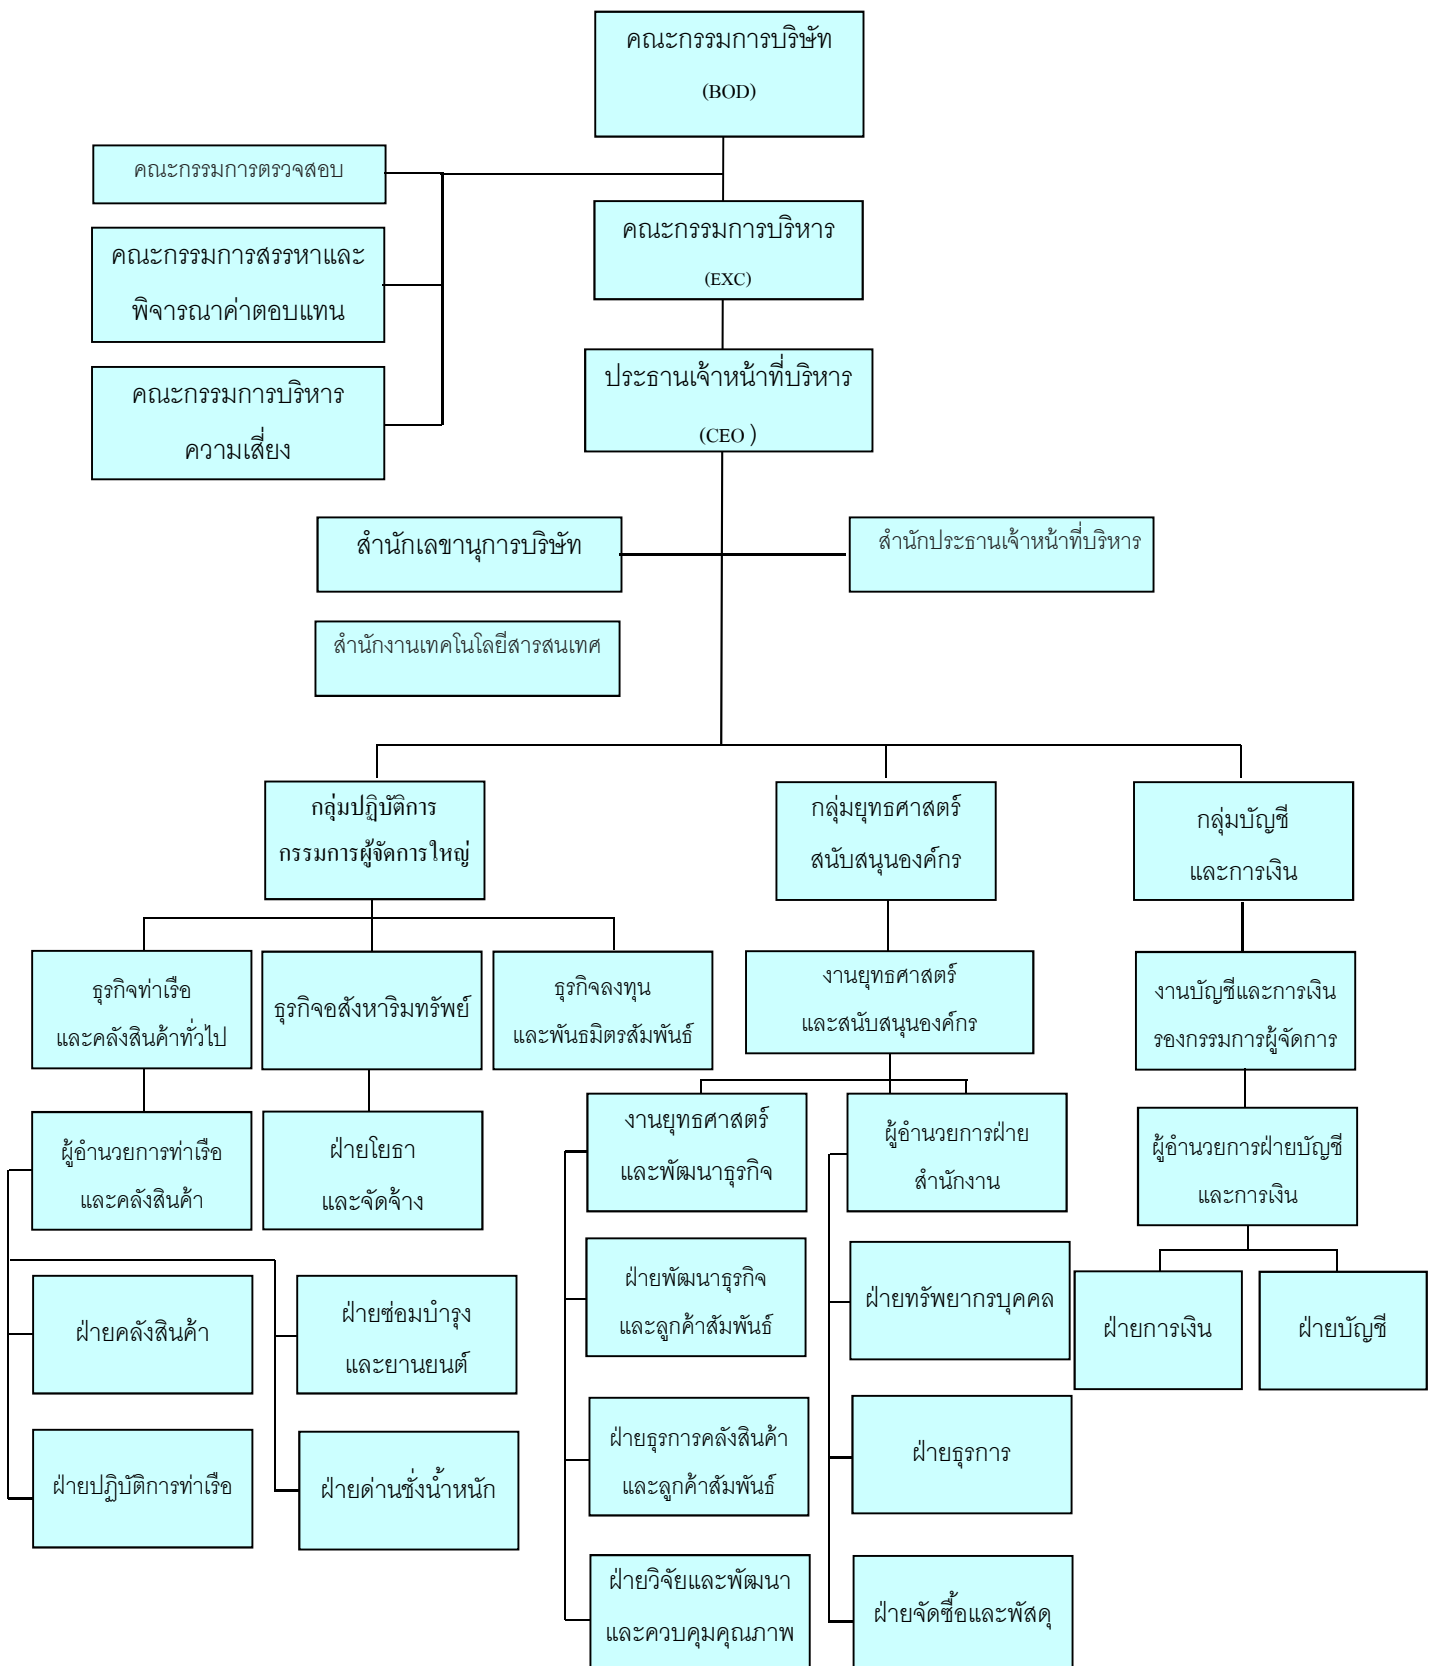 คณะกรรมการบริษัท
(BOD)
คณะกรรมการตรวจสอบ
คณะกรรมการสรรหาและ
พิจารณาค่าตอบแทน
คณะกรรมการบริหาร
(EXC)
คณะกรรมการบริหาร
ความเสี่ยง
ประธานเจ้าหน้าที่บริหาร
(CEO )
สำนักเลขานุการบริษัท
สำนักประธานเจ้าหน้าที่บริหาร
สำนักงานเทคโนโลยีสารสนเทศ
กลุ่มปฏิบัติการ
กรรมการผู้จัดการใหญ่
กลุ่มยุทธศาสตร์
สนับสนุนองค์กร
กลุ่มบัญชี
และการเงิน
ธุรกิจท่าเรือ
และคลังสินค้าทั่วไป
ธุรกิจอสังหาริมทรัพย์
ธุรกิจลงทุน
และพันธมิตรสัมพันธ์
งานยุทธศาสตร์
และสนับสนุนองค์กร
งานบัญชีและการเงิน
รองกรรมการผู้จัดการ
ผู้อำนวยการท่าเรือ
และคลังสินค้า
ฝ่ายโยธา
และจัดจ้าง
งานยุทธศาสตร์
และพัฒนาธุรกิจ
ผู้อำนวยการฝ่าย
สำนักงาน
ผู้อำนวยการฝ่ายบัญชี
และการเงิน
ฝ่ายคลังสินค้า
ฝ่ายซ่อมบำรุง
และยานยนต์
ฝ่ายพัฒนาธุรกิจ
และลูกค้าสัมพันธ์
ฝ่ายทรัพยากรบุคคล
ฝ่ายการเงิน
ฝ่ายบัญชี
ฝ่ายปฏิบัติการท่าเรือ
ฝ่ายด่านชั่งน้ำหนัก
ฝ่ายธุรการคลังสินค้า
และลูกค้าสัมพันธ์
ฝ่ายธุรการ
ฝ่ายวิจัยและพัฒนา
และควบคุมคุณภาพ
ฝ่ายจัดซื้อและพัสดุ